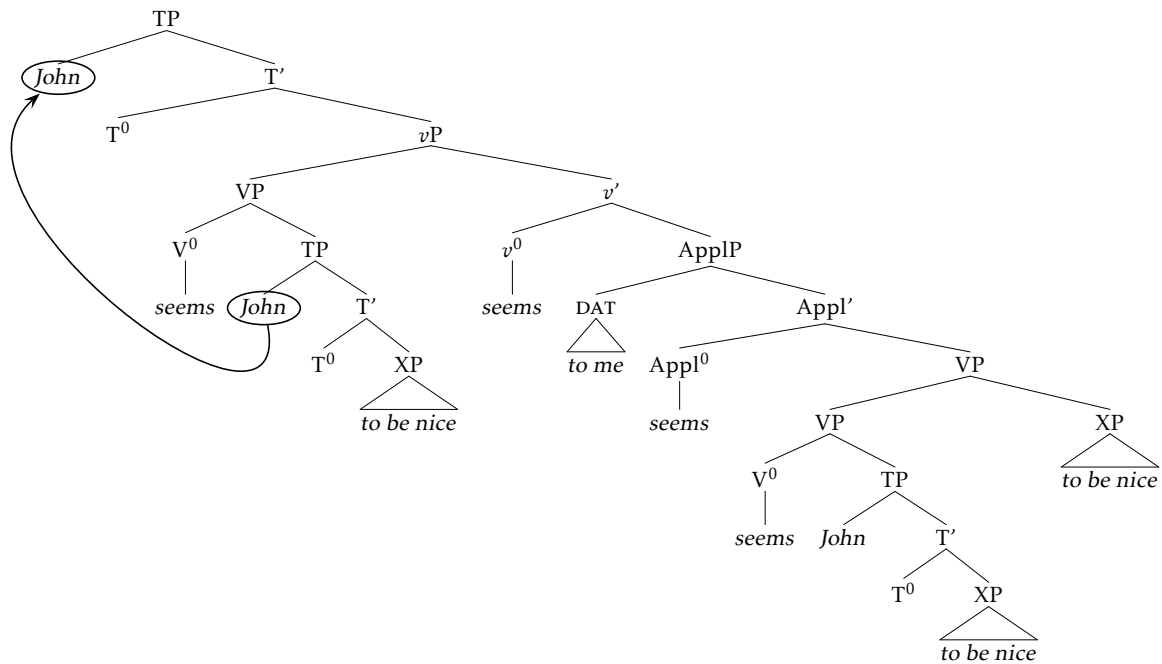 TP
John T’
T⁰ vP
VP v’
V⁰ TP v⁰ ApplP
seems John T’ seems DAT Appl’
T⁰ XP to me Appl⁰ VP
to be nice seems VP XP
V⁰ TP to be nice
seems John T’
T⁰ XP
to be nice